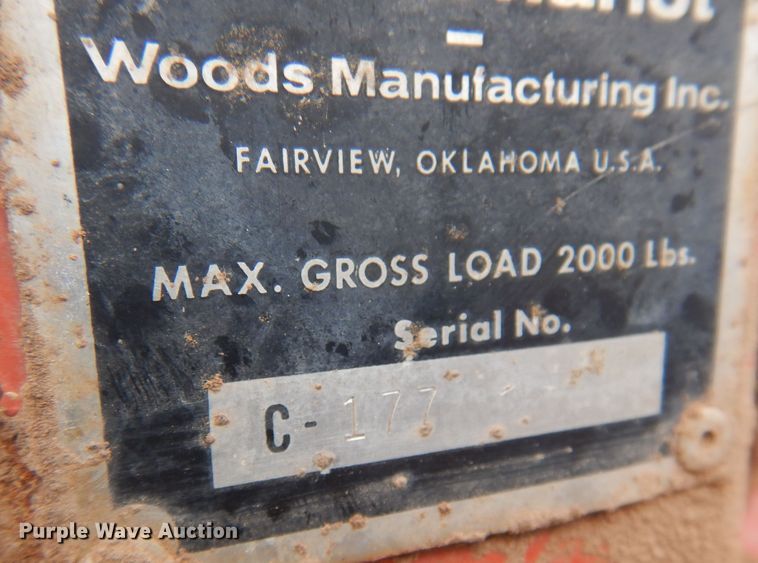 Woods Manufacturing Inc.
FAIRVIEW, OKLAHOMA U.S.A.
MAX. GROSS LOAD 2000 Lbs.
Serial No.
C-177
Purple Wave Auction